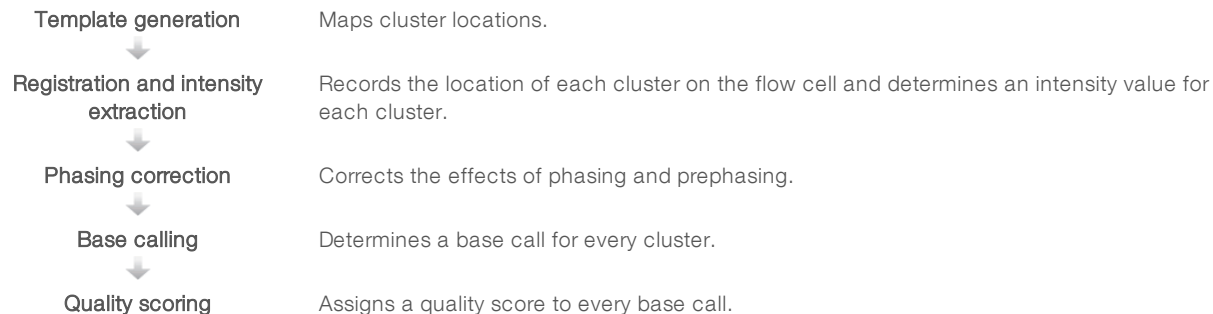 Template generation Maps cluster locations.
Registration and intensity Records the location of each cluster on the flow cell and determines an intensity value for
extraction each cluster.
Phasing correction Corrects the effects of phasing and prephasing.
Base calling Determines a base call for every cluster.
Quality scoring Assigns a quality score to every base call.